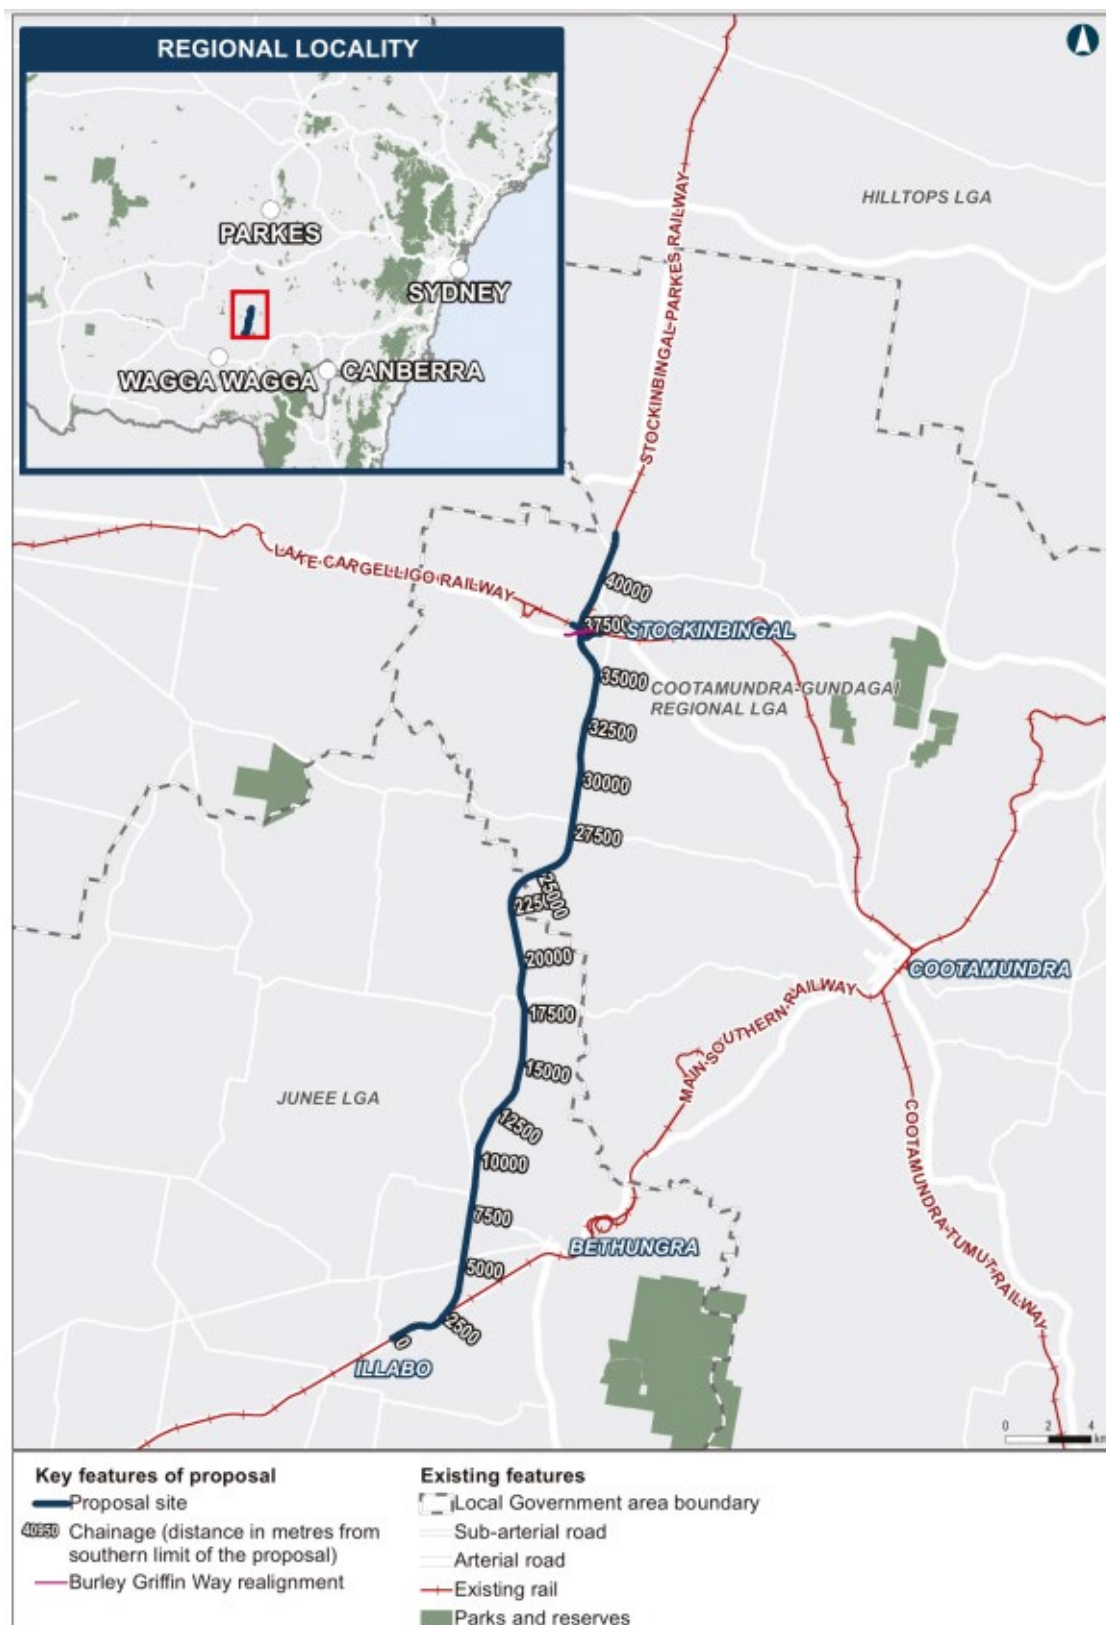 REGIONAL LOCALITY
PARKES
SYDNEY
WAGGA WAGGA
CANBERRA
HILLTOPS LGA
STOCKINBINGAL-PARKES RAILWAY
LAKE CARGELLIGO RAILWAY
40000
37500
STOCKINBINGAL
35000
COOTAMUNDRA-GUNDAGAI
REGIONAL LGA
32500
30000
27500
25000
20000
COOTAMUNDRA
17500
MAIN SOUTHERN RAILWAY
15000
JUNEE LGA
12500
10000
COOTAMUNDRA-TUMUT RAILWAY
7500
BETHUNGRA
5000
2500
0
ILLABO
0 2 4
km
Key features of proposal
Proposal site
40950 Chainage (distance in metres from
southern limit of the proposal)
Burley Griffin Way realignment
Existing features
Local Government area boundary
Sub-arterial road
Arterial road
Existing rail
Parks and reserves